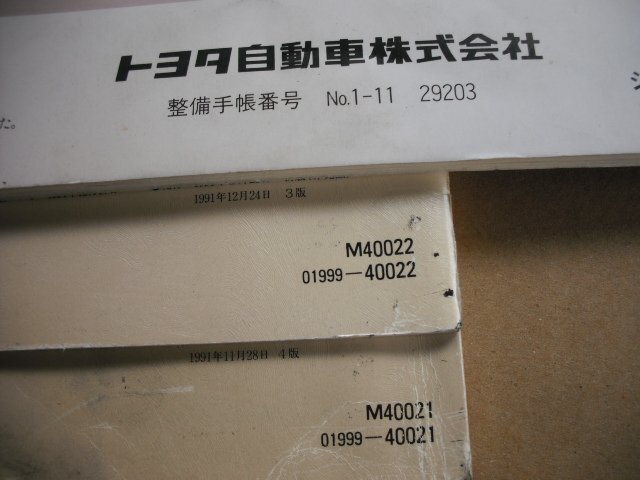 トヨタ自動車株式会社
整備手帳番号 No.1-11 29203
た。
1991年12月24日 3版
M40022
01999-40022
1991年11月28日 4版
M40021
01999-40021